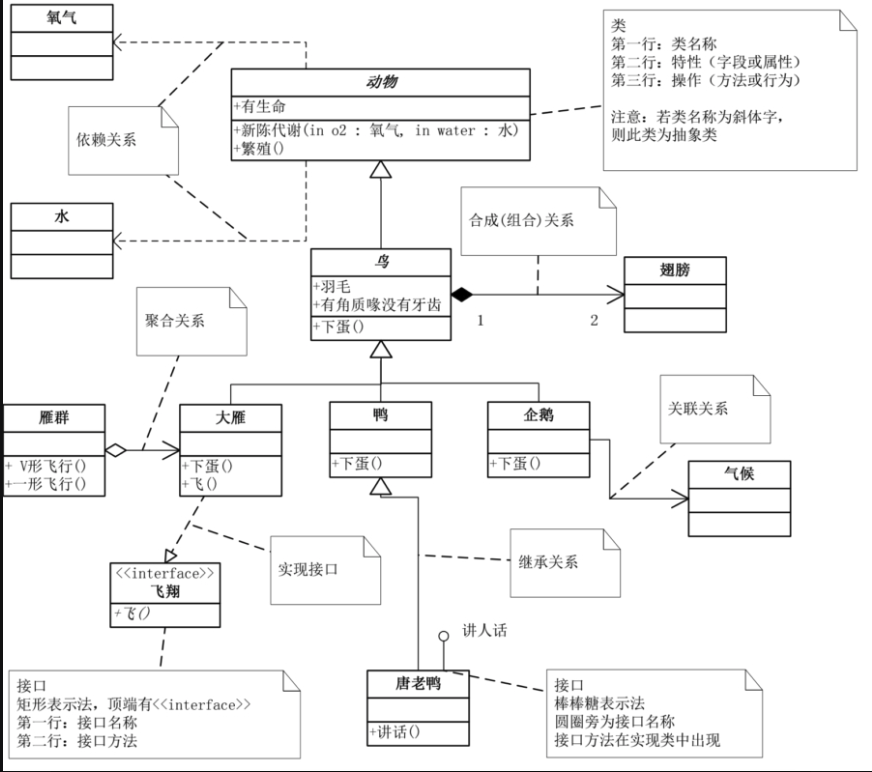 氧气
类
第一行：类名称
第二行：特性（字段或属性）
第三行：操作（方法或行为）
注意：若类名称为斜体字，
则此类为抽象类
动物
+有生命
+新陈代谢(in o2 : 氧气, in water : 水)
+繁殖()
依赖关系
水
合成(组合)关系
鸟
+羽毛
+有角质喙没有牙齿
+下蛋()
1
2
翅膀
聚合关系
雁群
+ V形飞行()
+一形飞行()
大雁
+下蛋()
+飞()
鸭
+下蛋()
企鹅
+下蛋()
关联关系
气候
<<interface>>
飞翔
+飞()
实现接口
继承关系
讲人话
接口
矩形表示法，顶端有<<interface>>
第一行：接口名称
第二行：接口方法
唐老鸭
+讲话()
接口
棒棒糖表示法
圆圈旁为接口名称
接口方法在实现类中出现